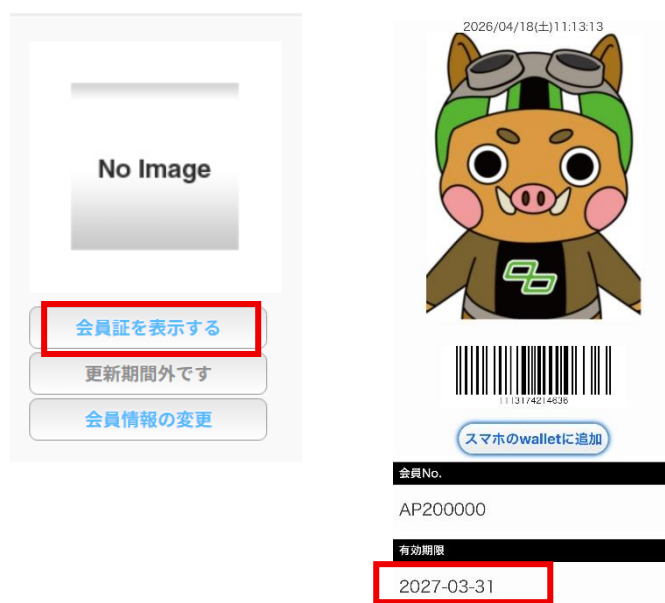 No Image
会員証を表示する
更新期間外です
会員情報の変更
2026/04/18(土)11:13:13
1113174214636
スマホのwalletに追加
会員No.
AP200000
有効期限
2027-03-31